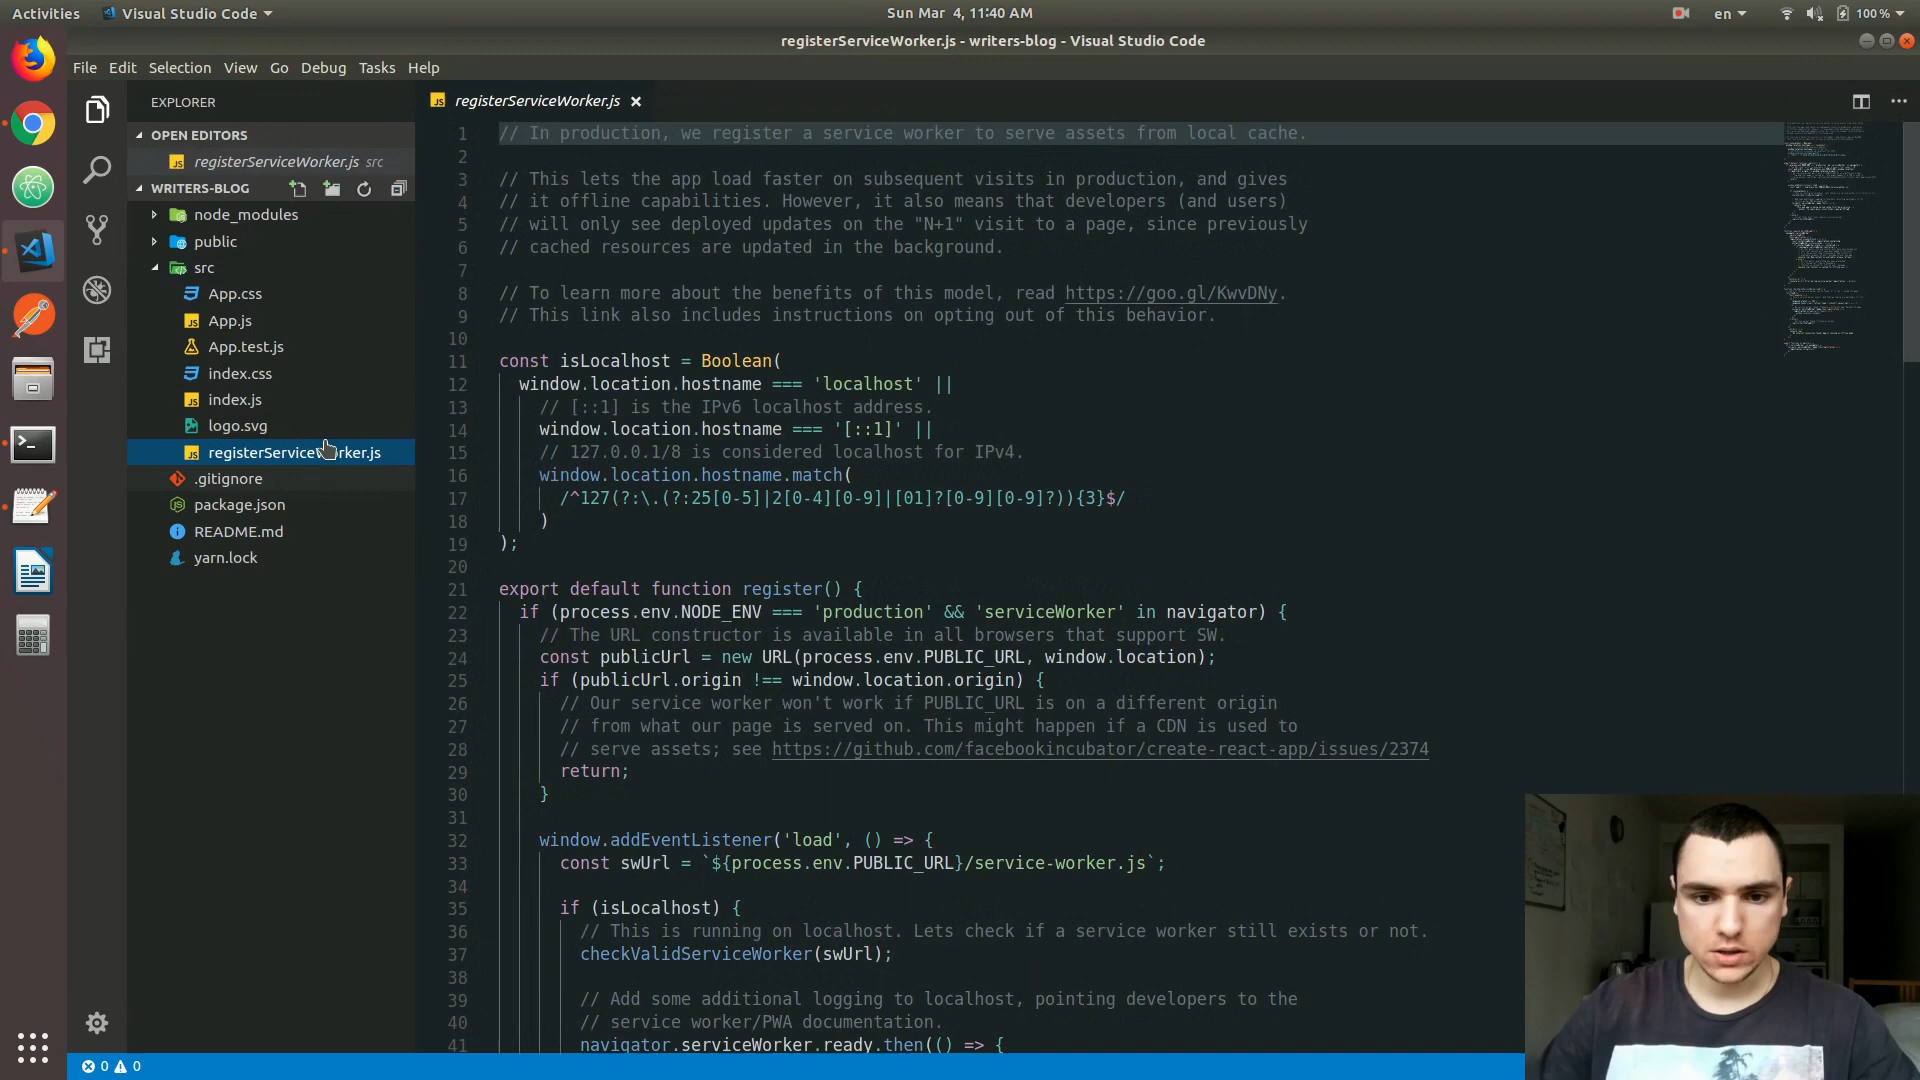 Activities
Visual Studio Code
Sun Mar 4, 11:40 AM
en
100 %
registerServiceWorker.js - writers-blog - Visual Studio Code
File Edit Selection View Go Debug Tasks Help
EXPLORER
OPEN EDITORS
registerServiceWorker.js src
WRITERS-BLOG
node_modules
public
src
App.css
App.js
App.test.js
index.css
index.js
logo.svg
registerServiceWorker.js
.gitignore
package.json
README.md
yarn.lock
registerServiceWorker.js
1 // In production, we register a service worker to serve assets from local cache.
2
3 // This lets the app load faster on subsequent visits in production, and gives
4 // it offline capabilities. However, it also means that developers (and users)
5 // will only see deployed updates on the "N+1" visit to a page, since previously
6 // cached resources are updated in the background.
7
8 // To learn more about the benefits of this model, read https://goo.gl/KwvDNy.
9 // This link also includes instructions on opting out of this behavior.
10
11 const isLocalhost = Boolean(
12 window.location.hostname === 'localhost' ||
13 // [::1] is the IPv6 localhost address.
14 window.location.hostname === '[::1]' ||
15 // 127.0.0.1/8 is considered localhost for IPv4.
16 window.location.hostname.match(
17 /^127(?:\.(?:25[0-5]|2[0-4][0-9]|[01]?[0-9][0-9]?)){3}$/
18 )
19 );
20
21 export default function register() {
22 if (process.env.NODE_ENV === 'production' && 'serviceWorker' in navigator) {
23 // The URL constructor is available in all browsers that support SW.
24 const publicUrl = new URL(process.env.PUBLIC_URL, window.location);
25 if (publicUrl.origin !== window.location.origin) {
26 // Our service worker won't work if PUBLIC_URL is on a different origin
27 // from what our page is served on. This might happen if a CDN is used to
28 // serve assets; see https://github.com/facebookincubator/create-react-app/issues/2374
29 return;
30 }
31
32 window.addEventListener('load', () => {
33 const swUrl = `${process.env.PUBLIC_URL}/service-worker.js`;
34
35 if (isLocalhost) {
36 // This is running on localhost. Lets check if a service worker still exists or not.
37 checkValidServiceWorker(swUrl);
38
39 // Add some additional logging to localhost, pointing developers to the
40 // service worker/PWA documentation.
41 navigator.serviceWorker.ready.then(() => {
0 0